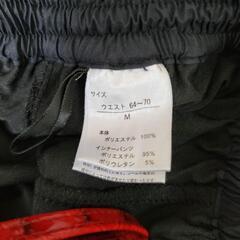 サイズ
ウエスト 64～70
M
本体
ポリエステル 100%
インナーパンツ
ポリエステル 95%
ポリウレタン 5%